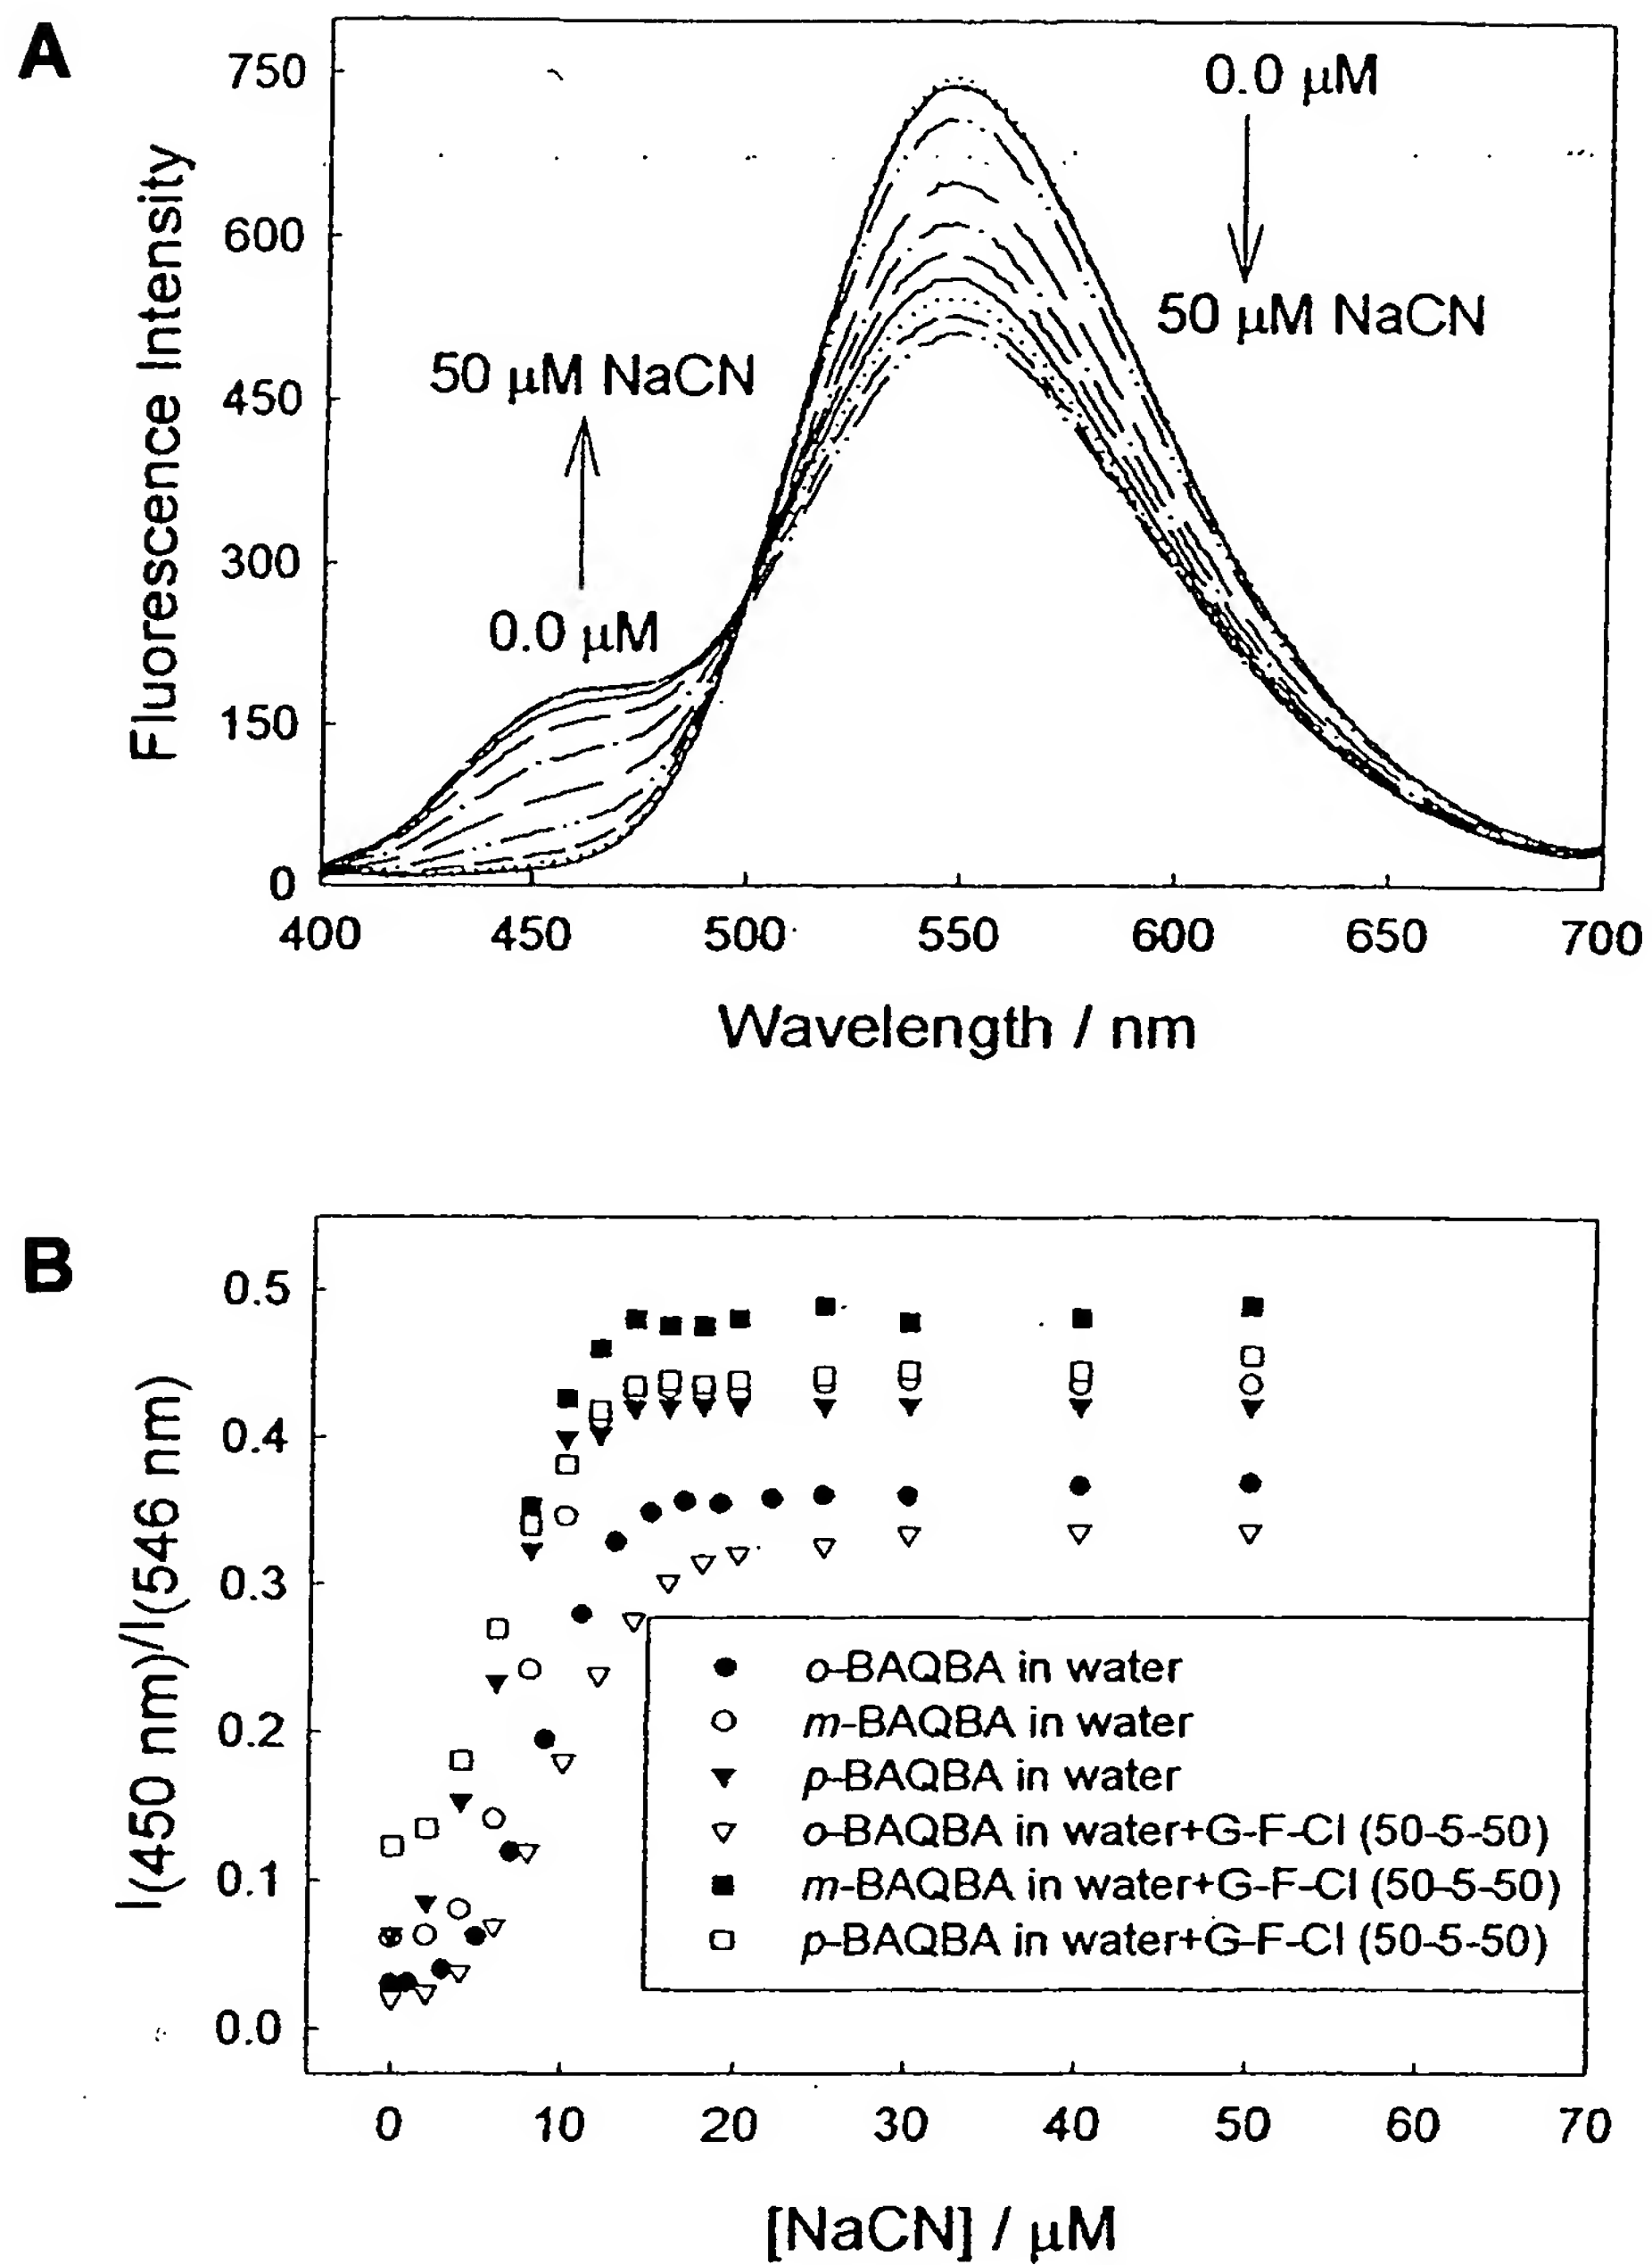 A
750
600
450
300
150
0
Fluorescence Intensity
0.0 µM
50 µM NaCN
50 µM NaCN
0.0 µM
400 450 500 550 600 650 700
Wavelength / nm
B
0.5
0.4
0.3
0.2
0.1
0.0
I(450 nm)/I(546 nm)
o-BAQBA in water
m-BAQBA in water
p-BAQBA in water
o-BAQBA in water+G-F-Cl (50-5-50)
m-BAQBA in water+G-F-Cl (50-5-50)
p-BAQBA in water+G-F-Cl (50-5-50)
0 10 20 30 40 50 60 70
[NaCN] / µM